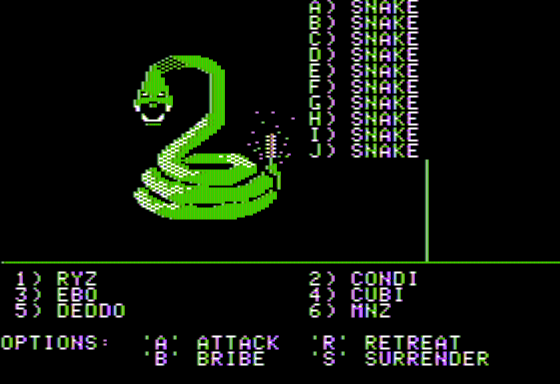 A) SNAKE
B) SNAKE
C) SNAKE
D) SNAKE
E) SNAKE
F) SNAKE
G) SNAKE
H) SNAKE
I) SNAKE
J) SNAKE
1) RYZ 2) CONDI
3) EBO 4) CUBI
5) DEDDO 6) MNZ
OPTIONS: 'A' ATTACK 'R' RETREAT
'B' BRIBE 'S' SURRENDER